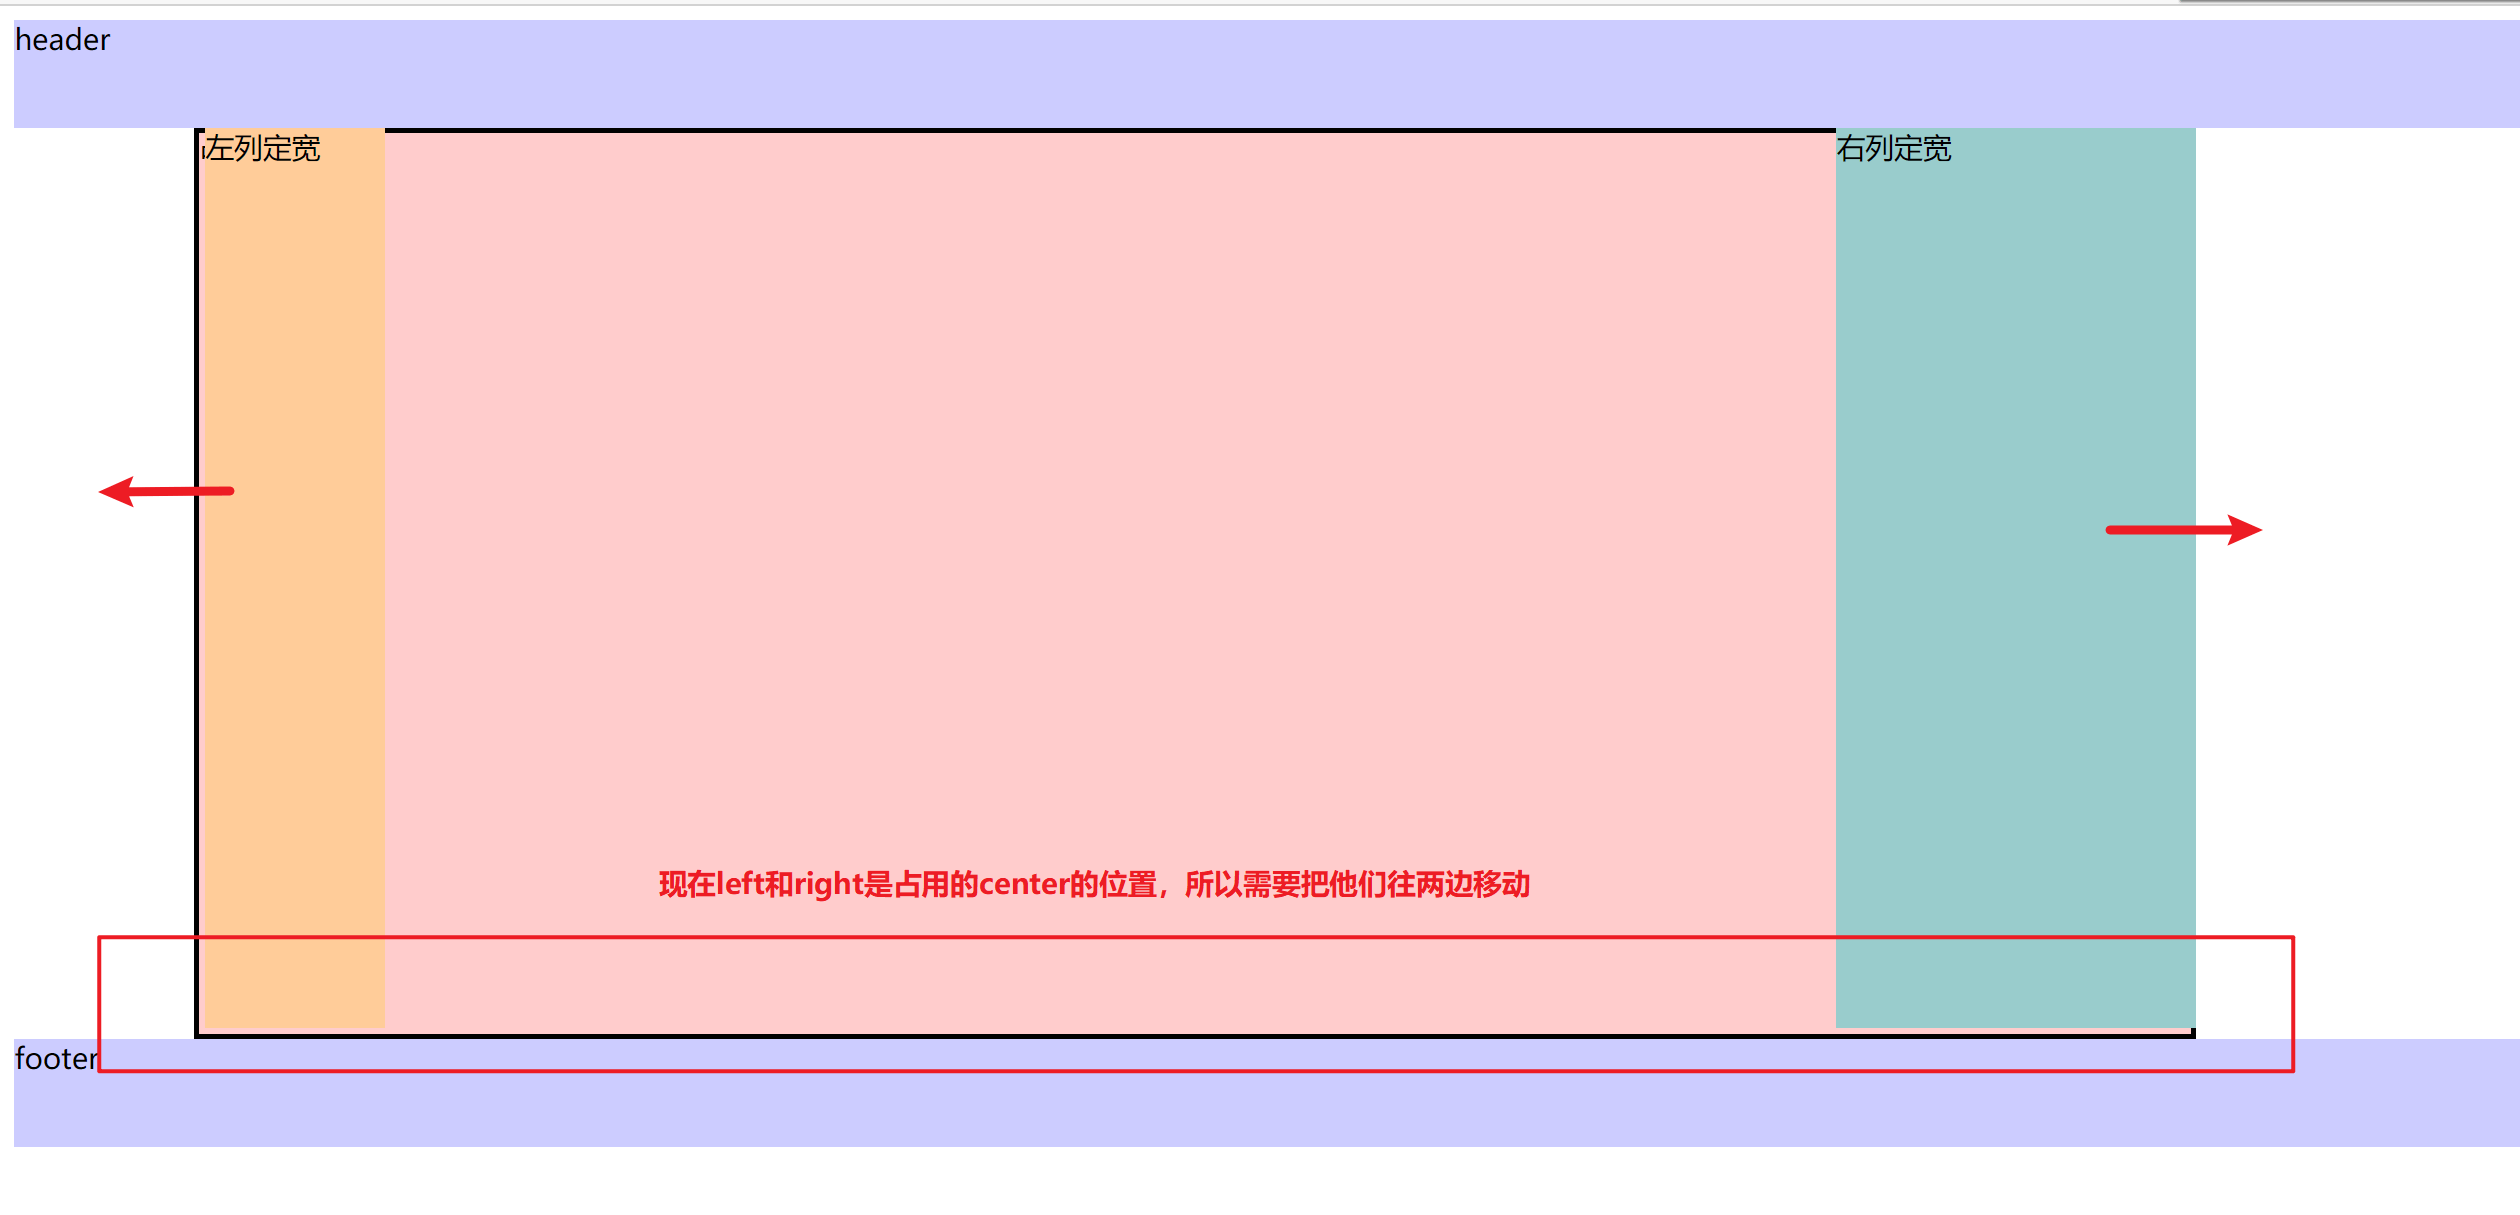 header
左列定宽
右列定宽
现在left和right是占用的center的位置，所以需要把他们往两边移动
footer